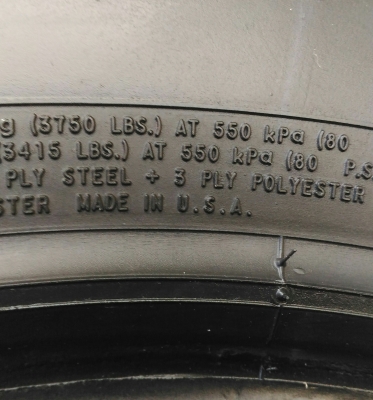 g (3750 LBS.) AT 550 kPa (80
(3415 LBS.) AT 550 kPa (80 P.S
PLY STEEL + 3 PLY POLYESTER
STER MADE IN U.S.A.